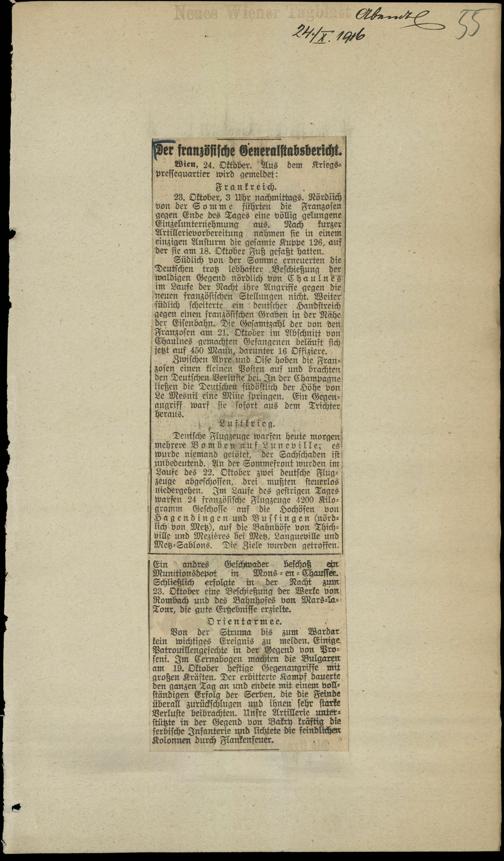 Neues Wiener Tagblatt
Abendbl
55
24./X. 1916
Der französische Generalstabsbericht.
Wien, 24. Oktober. Aus dem Kriegs-
pressequartier wird gemeldet:
Frankreich.
23. Oktober, 3 Uhr nachmittags. Nördlich
von der Somme führten die Franzosen
gegen Ende des Tages eine völlig gelungene
Einzelunternehmung aus. Nach kurzer
Artillerievorbereitung nahmen sie in einem
einzigen Ansturm die gesamte Kuppe 126, auf
der sie am 18. Oktober Fuß gefaßt hatten.
Südlich von der Somme erneuerten die
Deutschen trotz lebhafter Beschießung der
waldigen Gegend nördlich von Chaulnes
im Laufe der Nacht ihre Angriffe gegen die
neuen französischen Stellungen nicht. Weiter
südlich scheiterte ein deutscher Handstreich
gegen einen französischen Graben in der Nähe
der Eisenbahn. Die Gesamtzahl der von den
Franzosen am 21. Oktober im Abschnitt von
Chaulnes gemachten Gefangenen beläuft sich
jetzt auf 450 Mann, darunter 16 Offiziere.
Zwischen Avre und Oise hoben die Fran-
zosen einen kleinen Posten auf und brachten
den Deutschen Verluste bei. In der Champagne
ließen die Deutschen südöstlich der Höhe von
Le Mesnil eine Mine springen. Ein Gegen-
angriff warf sie sofort aus dem Trichter
heraus.
Luftkrieg.
Deutsche Flugzeuge warfen heute morgen
mehrere Bomben auf Luneville; es
wurde niemand getötet, der Sachschaden ist
unbedeutend. An der Sommefront wurden im
Laufe des 22. Oktober zwei deutsche Flug-
zeuge abgeschossen, drei mußten steuerlos
niedergehen. Im Laufe des gestrigen Tages
warfen 24 französische Flugzeuge 4200 Kilo-
gramm Geschosse auf die Hochöfen von
Hagendingen und Bussingen (nörd-
lich von Metz), auf die Bahnhöfe von Thich-
ville und Mezières bei Metz, Langueville und
Metz-Sablons. Die Ziele wurden getroffen.
Ein andres Geschwader beschoß ein
Munitionsdepot in Mons-en-Chaussee.
Schließlich erfolgte in der Nacht zum
23. Oktober eine Beschießung der Werke von
Rombach und des Bahnhofes von Mars-la-
Tour, die gute Ergebnisse erzielte.
Orientarmee.
Von der Struma bis zum Wardar
kein wichtiges Ereignis zu melden. Einige
Patrouillengefechte in der Gegend von Pro-
seni. Im Cernabogen machten die Bulgaren
am 19. Oktober heftige Gegenangriffe mit
großen Kräften. Der erbitterte Kampf dauerte
den ganzen Tag an und endete mit einem voll-
ständigen Erfolg der Serben, die die Feinde
überall zurückschlugen und ihnen sehr starke
Verluste beibrachten. Unsre Artillerie unter-
stützte in der Gegend von Bakry kräftig die
serbische Infanterie und lichtete die feindlichen
Kolonnen durch Flankenfeuer.